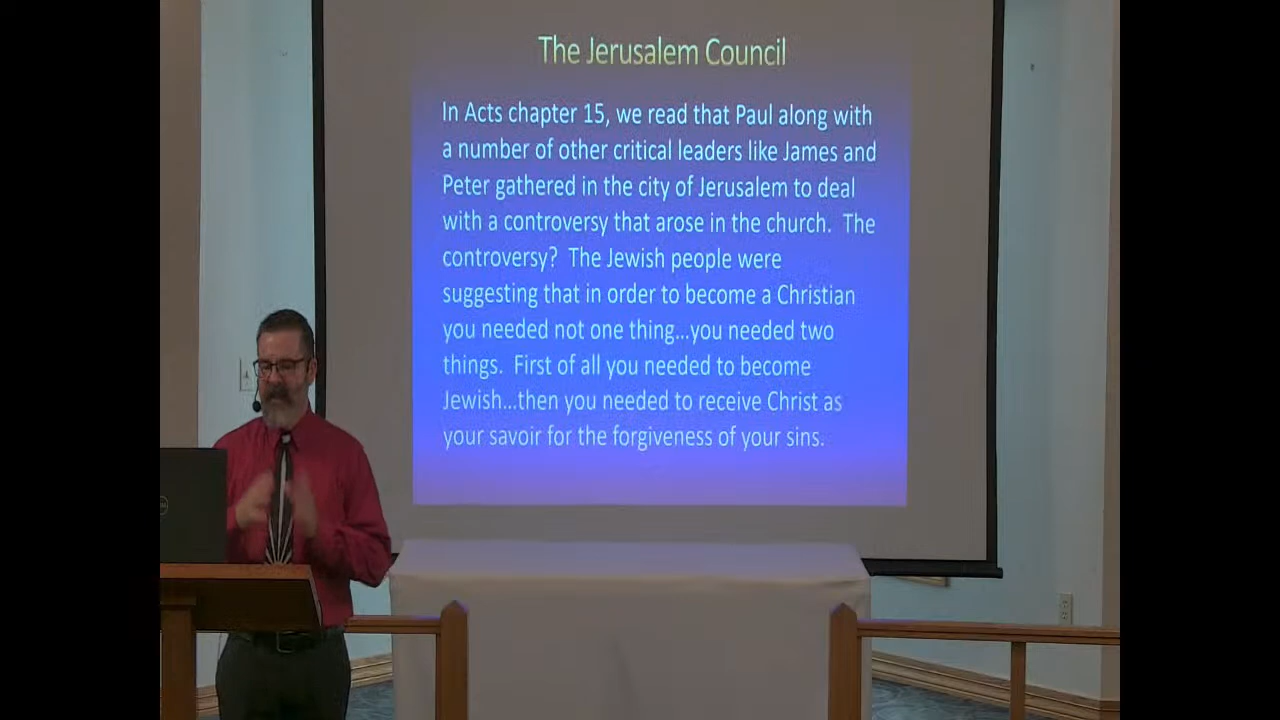 The Jerusalem Council
In Acts chapter 15, we read that Paul along with
a number of other critical leaders like James and
Peter gathered in the city of Jerusalem to deal
with a controversy that arose in the church.  The
controversy?  The Jewish people were
suggesting that in order to become a Christian
you needed not one thing...you needed two
things.  First of all you needed to become
Jewish...then you needed to receive Christ as
your savoir for the forgiveness of your sins.